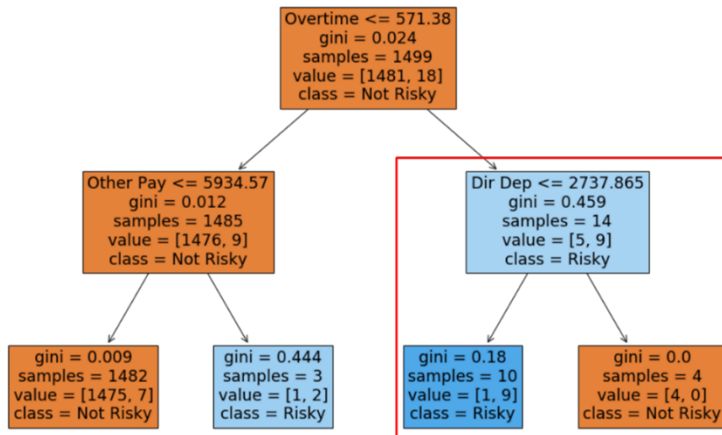 Overtime <= 571.38
gini = 0.024
samples = 1499
value = [1481, 18]
class = Not Risky
Other Pay <= 5934.57
gini = 0.012
samples = 1485
value = [1476, 9]
class = Not Risky
Dir Dep <= 2737.865
gini = 0.459
samples = 14
value = [5, 9]
class = Risky
gini = 0.009
samples = 1482
value = [1475, 7]
class = Not Risky
gini = 0.444
samples = 3
value = [1, 2]
class = Risky
gini = 0.18
samples = 10
value = [1, 9]
class = Risky
gini = 0.0
samples = 4
value = [4, 0]
class = Not Risky